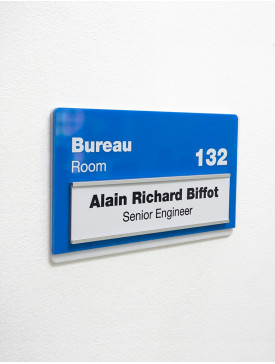 Bureau
Room 132
Alain Richard Biffot
Senior Engineer